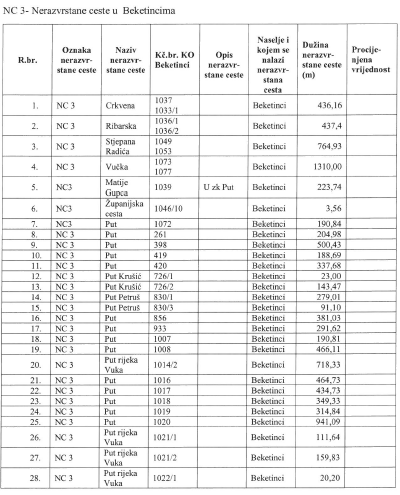 NC 3- Nerazvrstane ceste u Beketincima
R.br. Oznaka nerazvr-stane ceste Naziv nerazvr-stane ceste Kč.br. KO Beketinci Opis nerazvr-stane ceste Naselje i kojem se nalazi nerazvr-stana cesta Dužina nerazvr-stane ceste (m) Procije-njena vrijednost
1. NC 3 Crkvena 1037 1033/1 Beketinci 436,16
2. NC 3 Ribarska 1036/1 1036/2 Beketinci 437,4
3. NC 3 Stjepana Radića 1049 1053 Beketinci 764,93
4. NC 3 Vučka 1073 1077 Beketinci 1310,00
5. NC3 Matije Gupca 1039 U zk Put Beketinci 223,74
6. NC3 Županijska cesta 1046/10 Beketinci 3,56
7. NC3 Put 1072 Beketinci 190,84
8. NC 3 Put 261 Beketinci 204,98
9. NC 3 Put 398 Beketinci 500,43
10. NC 3 Put 419 Beketinci 188,69
11. NC 3 Put 420 Beketinci 337,68
12. NC 3 Put Krušić 726/1 Beketinci 23,00
13. NC 3 Put Krušić 726/2 Beketinci 143,47
14. NC 3 Put Petruš 830/1 Beketinci 279,01
15. NC 3 Put Petruš 830/3 Beketinci 91,10
16. NC 3 Put 856 Beketinci 381,03
17. NC 3 Put 933 Beketinci 291,62
18. NC 3 Put 1007 Beketinci 190,81
19. NC 3 Put 1008 Beketinci 466,11
20. NC 3 Put rijeka Vuka 1014/2 Beketinci 718,33
21. NC 3 Put 1016 Beketinci 464,73
22. NC 3 Put 1017 Beketinci 434,73
23. NC 3 Put 1018 Beketinci 349,33
24. NC 3 Put 1019 Beketinci 314,84
25. NC 3 Put 1020 Beketinci 941,09
26. NC 3 Put rijeka Vuka 1021/1 Beketinci 111,64
27. NC 3 Put rijeka Vuka 1021/2 Beketinci 159,83
28. NC 3 Put rijeka Vuka 1022/1 Beketinci 20,20